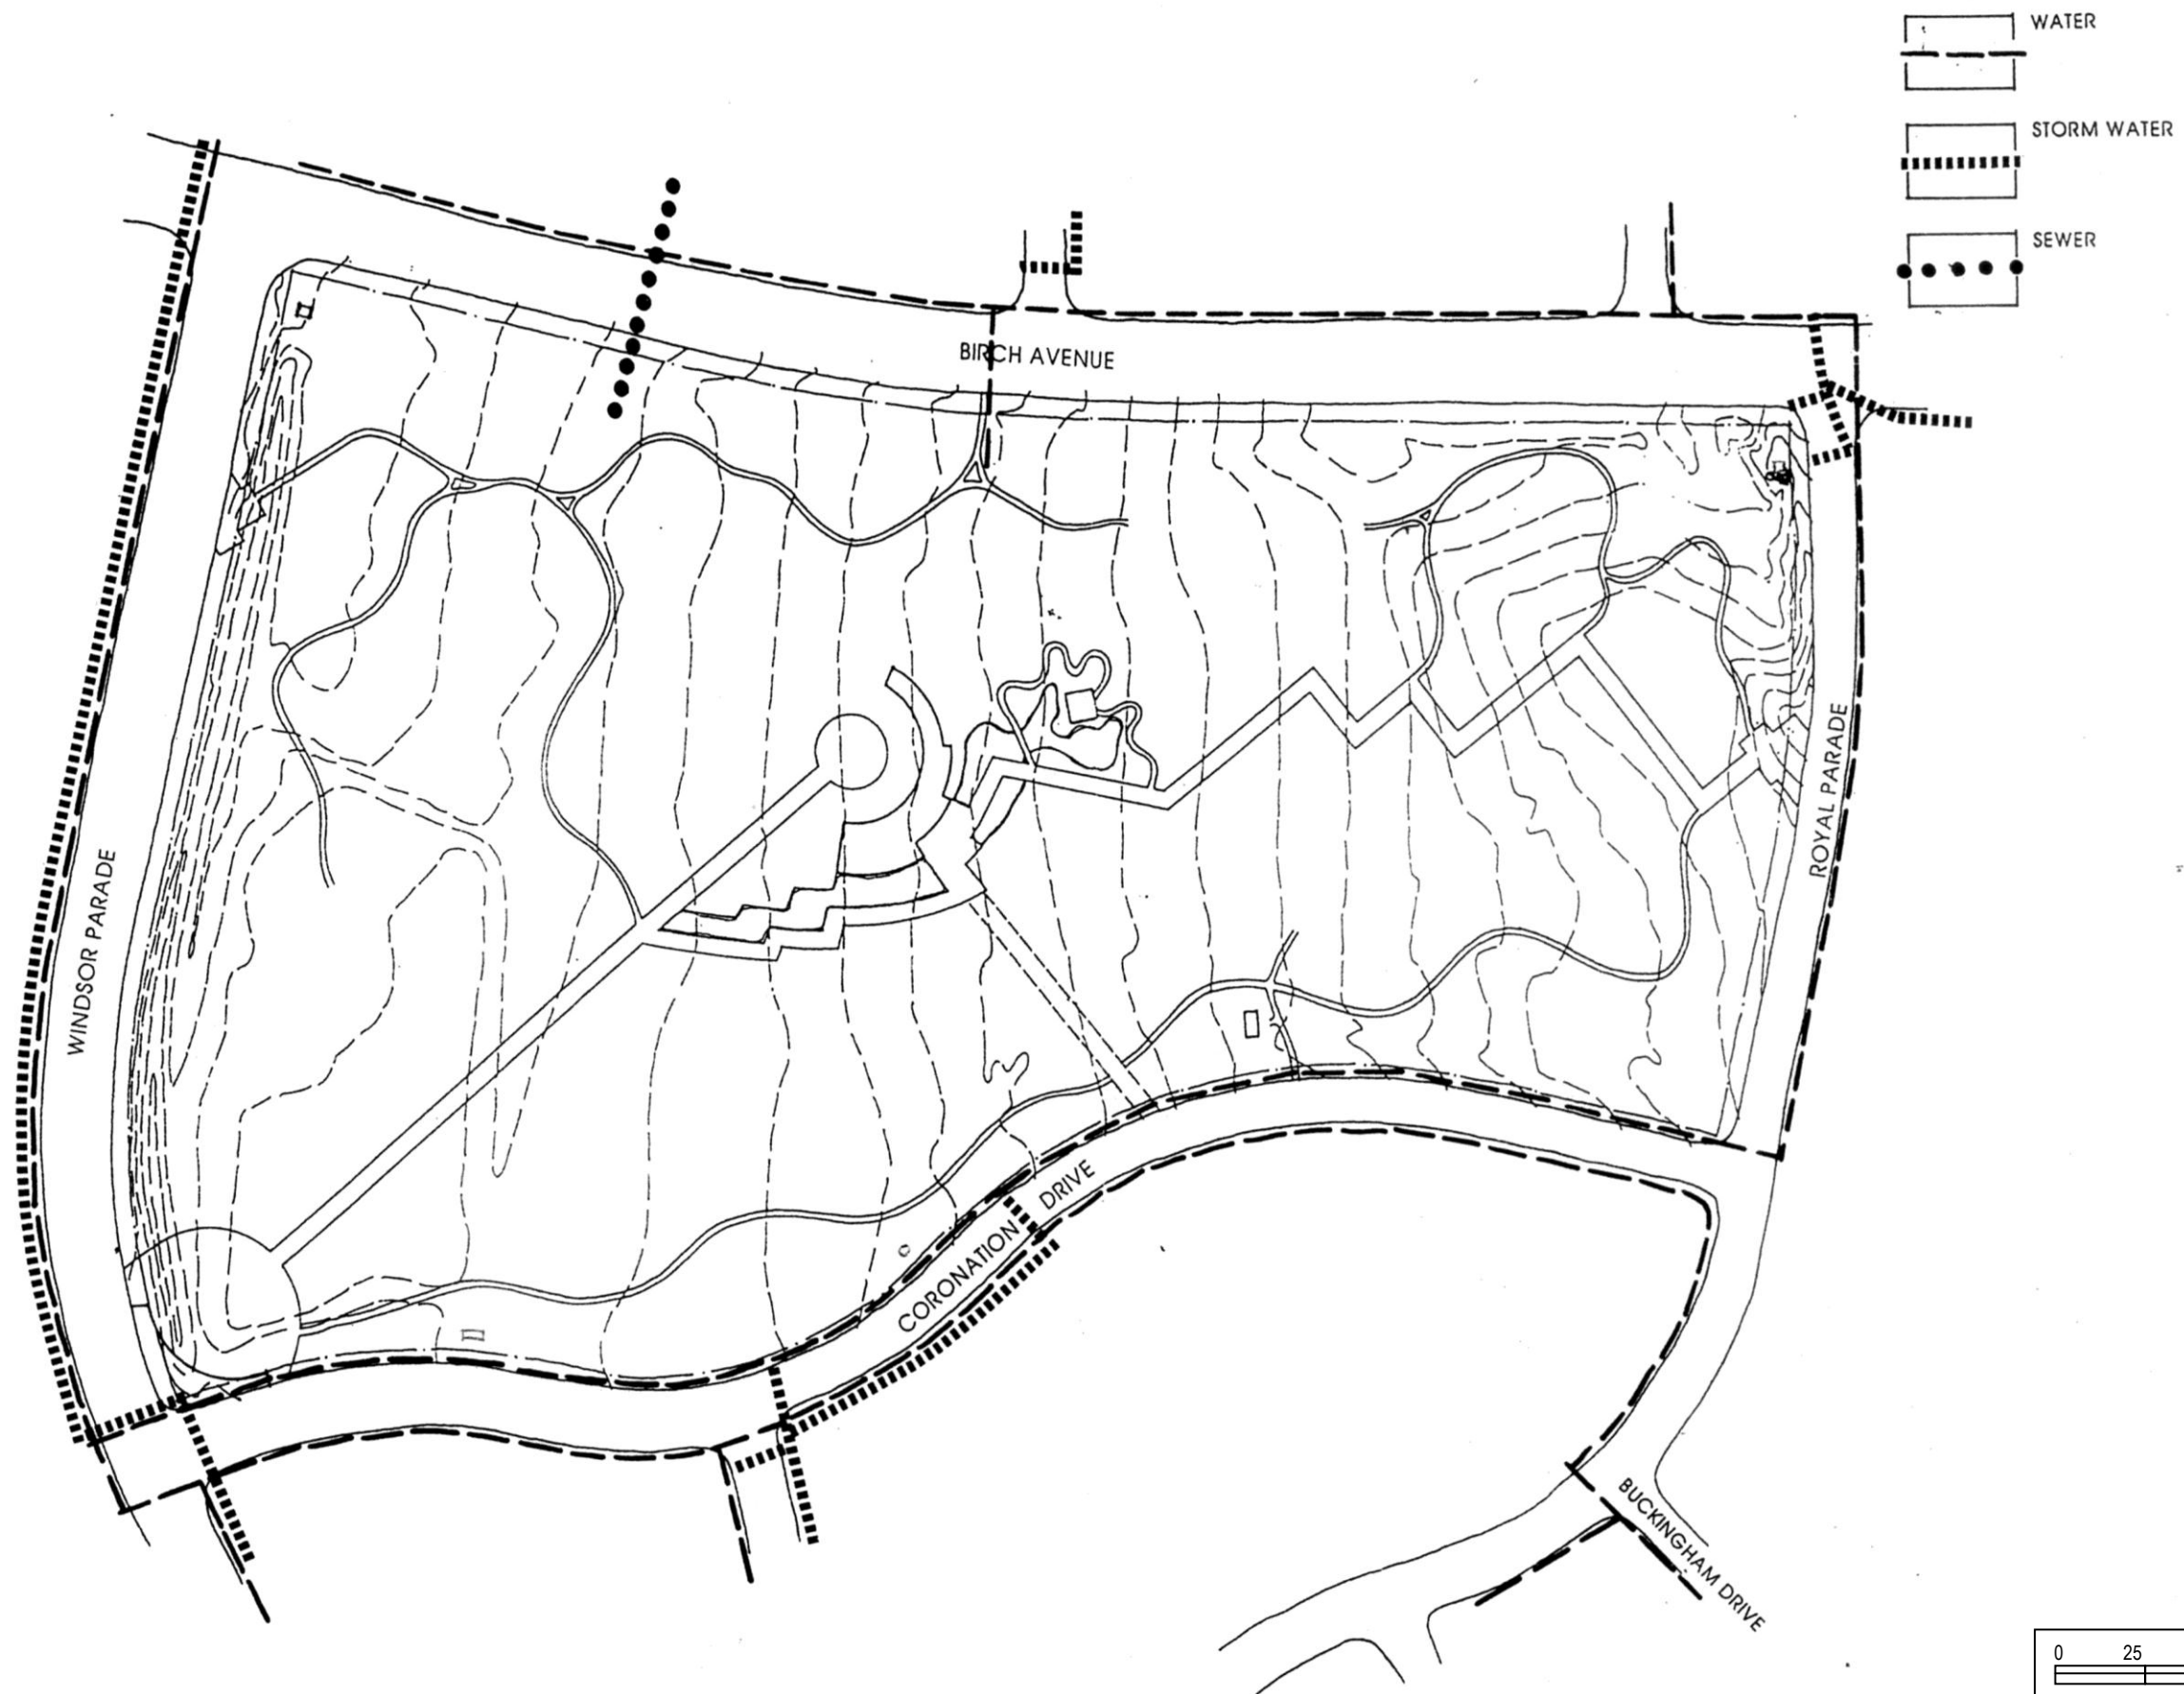 WATER
STORM WATER
SEWER
BIRCH AVENUE
ROYAL PARADE
WINDSOR PARADE
CORONATION DRIVE
BUCKINGHAM DRIVE
0 25